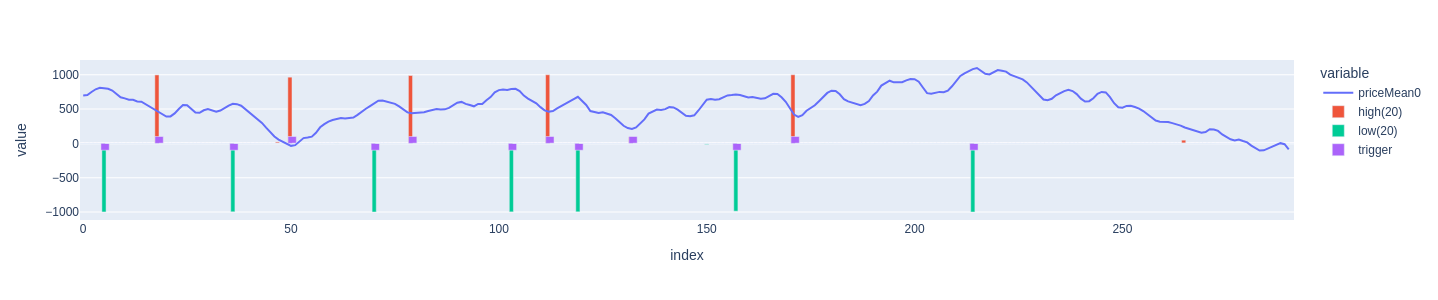 variable
priceMean0
high(20)
low(20)
trigger
value
1000
500
0
−500
−1000
0 50 100 150 200 250
index